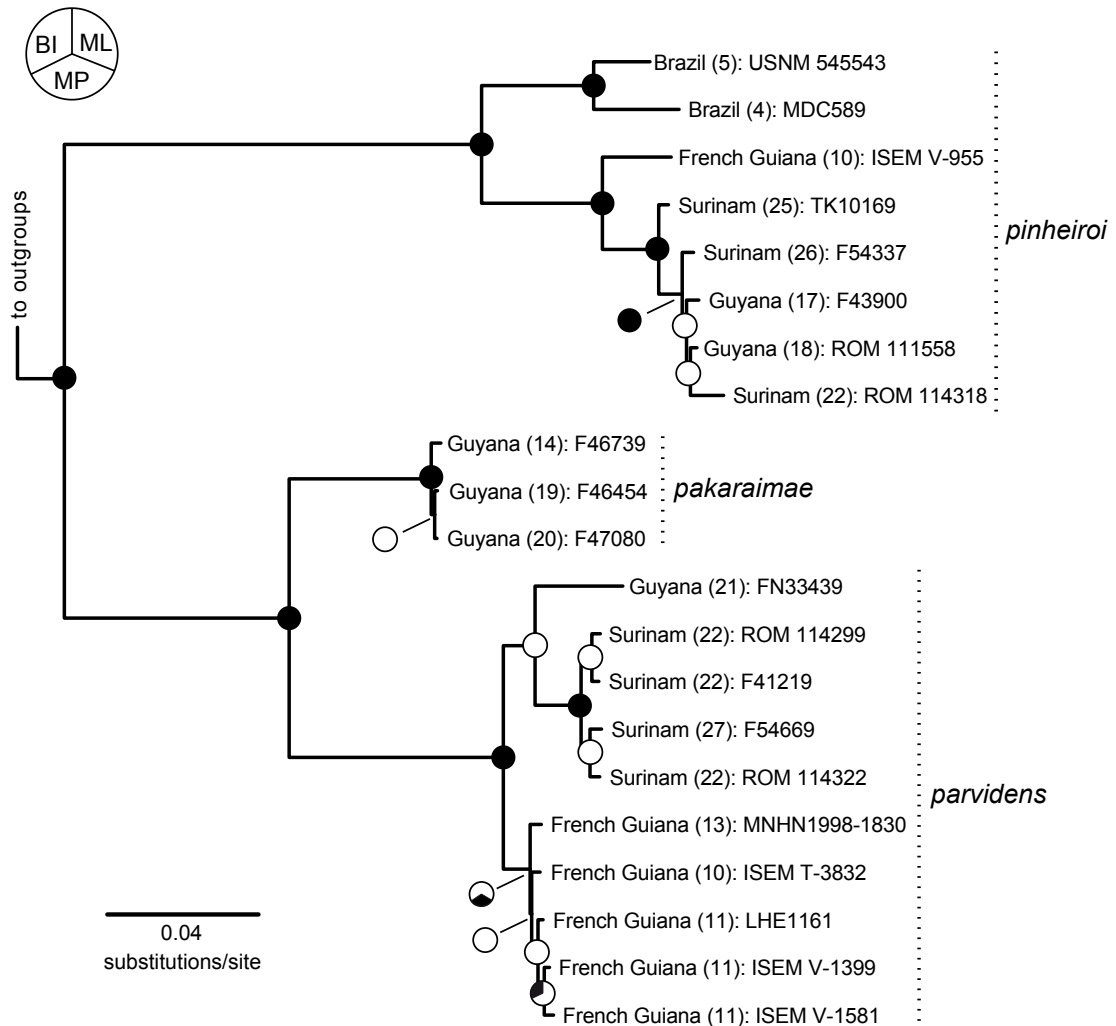 BI
ML
MP
Brazil (5): USNM 545543
Brazil (4): MDC589
French Guiana (10): ISEM V-955
Surinam (25): TK10169
Surinam (26): F54337
Guyana (17): F43900
Guyana (18): ROM 111558
Surinam (22): ROM 114318
pinheiroi
to outgroups
Guyana (14): F46739
Guyana (19): F46454
Guyana (20): F47080
pakaraimae
Guyana (21): FN33439
Surinam (22): ROM 114299
Surinam (22): F41219
Surinam (27): F54669
Surinam (22): ROM 114322
French Guiana (13): MNHN1998-1830
French Guiana (10): ISEM T-3832
French Guiana (11): LHE1161
French Guiana (11): ISEM V-1399
French Guiana (11): ISEM V-1581
parvidens
0.04
substitutions/site